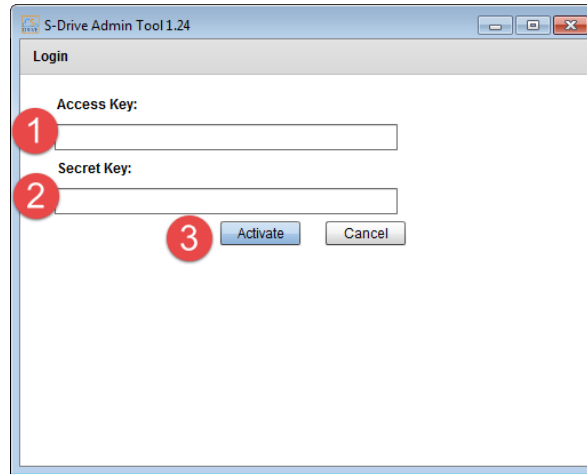 S-Drive Admin Tool 1.24
Login
Access Key:
1
Secret Key:
2
3 Activate Cancel